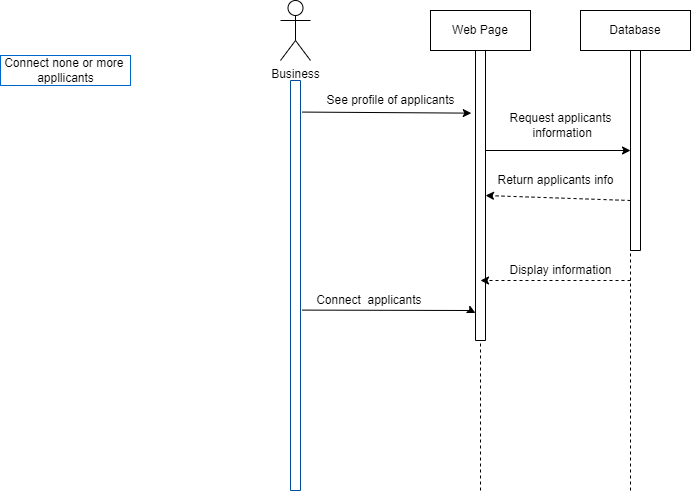 Web Page
Database
Connect none or more
appllicants
Business
See profile of applicants
Request applicants
information
Return applicants info
Display information
Connect applicants